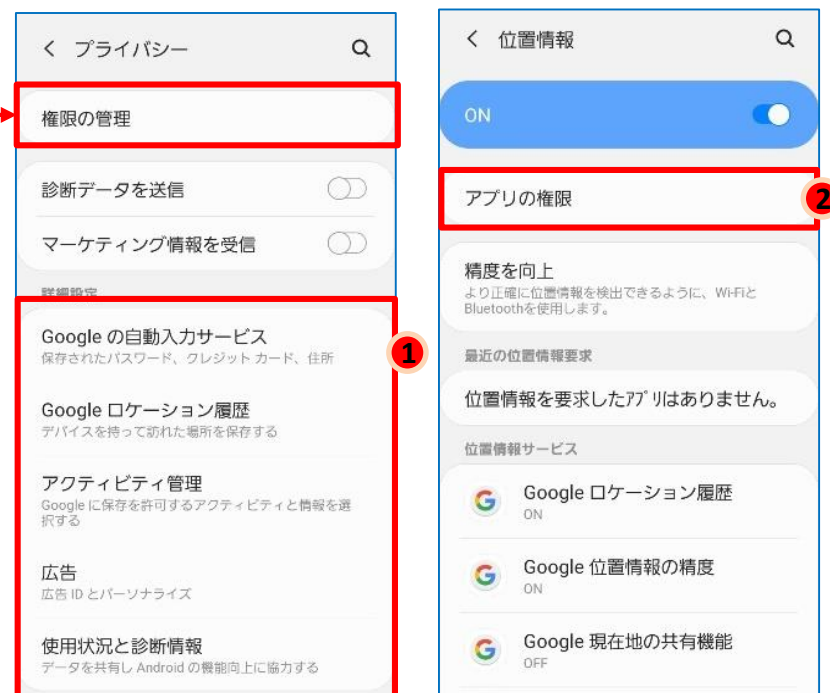 プライバシー
権限の管理
診断データを送信
マーケティング情報を受信
詳細設定
Google の自動入力サービス
保存されたパスワード、クレジット カード、住所
1
Google ロケーション履歴
デバイスを持って訪れた場所を保存する
アクティビティ管理
Google に保存を許可するアクティビティと情報を選
択する
広告
広告 ID とパーソナライズ
使用状況と診断情報
データを共有し Android の機能向上に協力する
位置情報
ON
アプリの権限
2
精度を向上
より正確に位置情報を検出できるように、Wi-Fiと
Bluetoothを使用します。
最近の位置情報要求
位置情報を要求したｱﾌﾟﾘはありません。
位置情報サービス
Google ロケーション履歴
ON
Google 位置情報の精度
ON
Google 現在地の共有機能
OFF